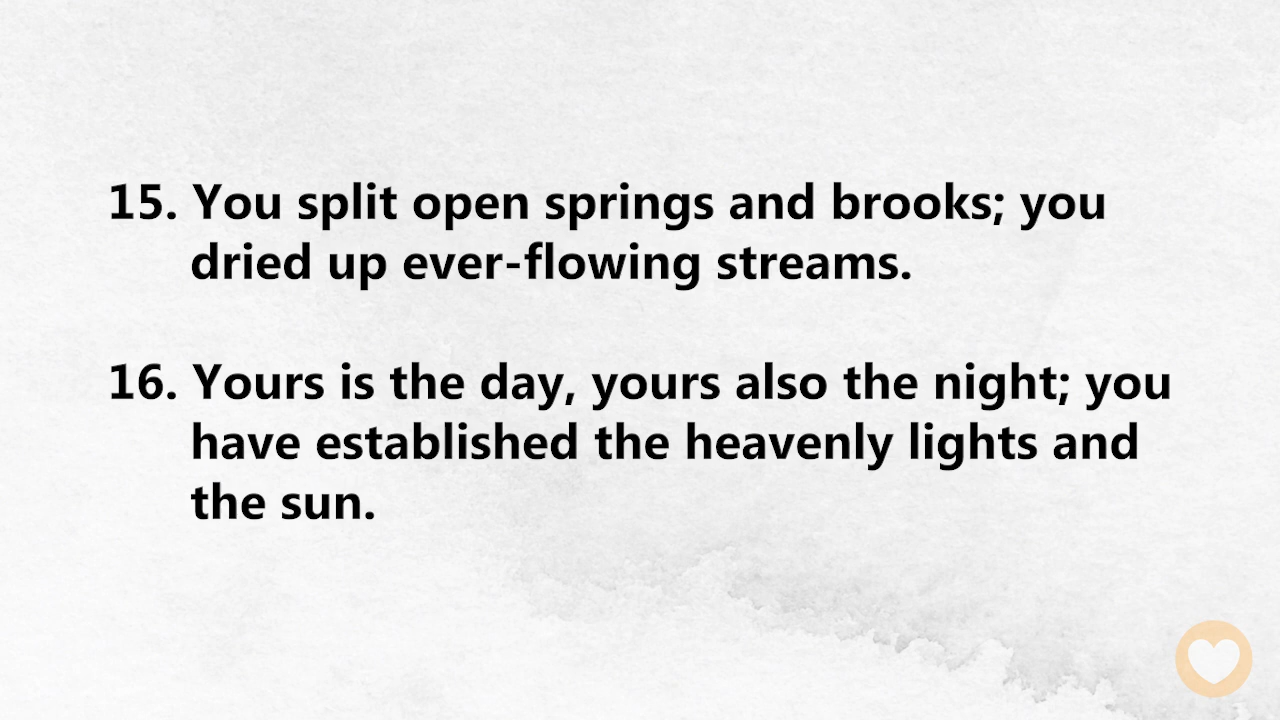 15. You split open springs and brooks; you
dried up ever-flowing streams.
16. Yours is the day, yours also the night; you
have established the heavenly lights and
the sun.